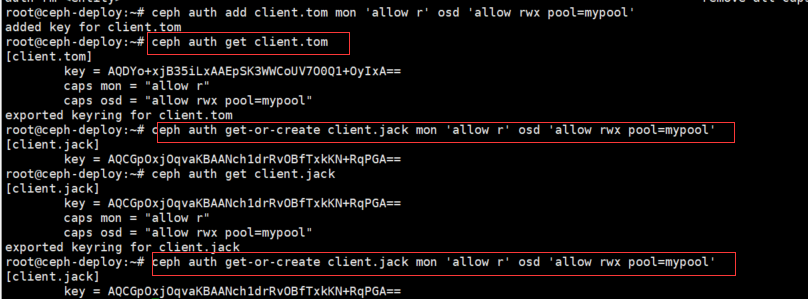 root@ceph-deploy:~# ceph auth add client.tom mon 'allow r' osd 'allow rwx pool=mypool'
added key for client.tom
root@ceph-deploy:~# ceph auth get client.tom
[client.tom]
key = AQDYo+xjB35iLxAAEpSK3WWCoUV7O0Q1+OyIxA==
caps mon = "allow r"
caps osd = "allow rwx pool=mypool"
exported keyring for client.tom
root@ceph-deploy:~# ceph auth get-or-create client.jack mon 'allow r' osd 'allow rwx pool=mypool'
[client.jack]
key = AQCGpOxjOqvaKBAANch1drRvOBfTxkKN+RqPGA==
root@ceph-deploy:~# ceph auth get client.jack
[client.jack]
key = AQCGpOxjOqvaKBAANch1drRvOBfTxkKN+RqPGA==
caps mon = "allow r"
caps osd = "allow rwx pool=mypool"
exported keyring for client.jack
root@ceph-deploy:~# ceph auth get-or-create client.jack mon 'allow r' osd 'allow rwx pool=mypool'
[client.jack]
key = AQCGpOxjOqvaKBAANch1drRvOBfTxkKN+RqPGA==